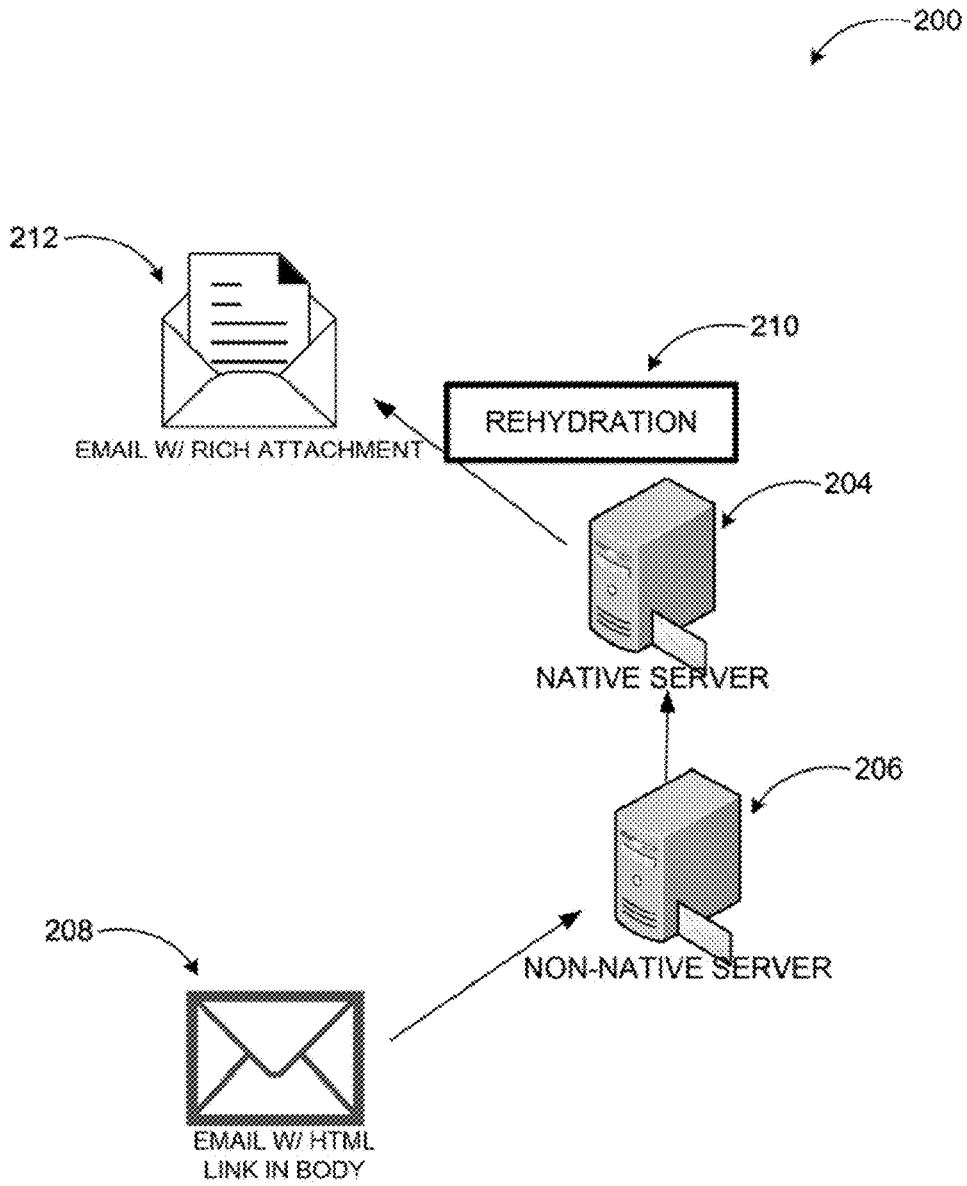 200
212
210
REHYDRATION
EMAIL W/ RICH ATTACHMENT
204
NATIVE SERVER
206
208
NON-NATIVE SERVER
EMAIL W/ HTML
LINK IN BODY